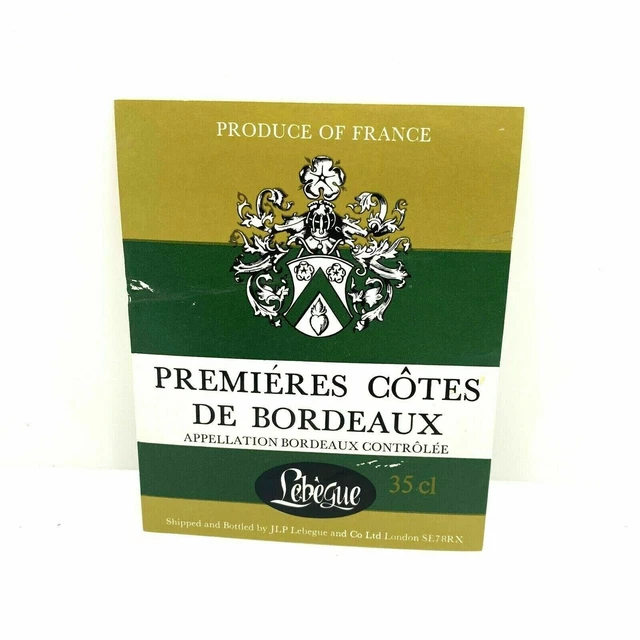 PRODUCE OF FRANCE
PREMIÉRES CÔTES
DE BORDEAUX
APPELLATION BORDEAUX CONTRÔLÉE
Lebègue
35 cl
Shipped and Bottled by JLP Lebegue and Co Ltd London SE78RX